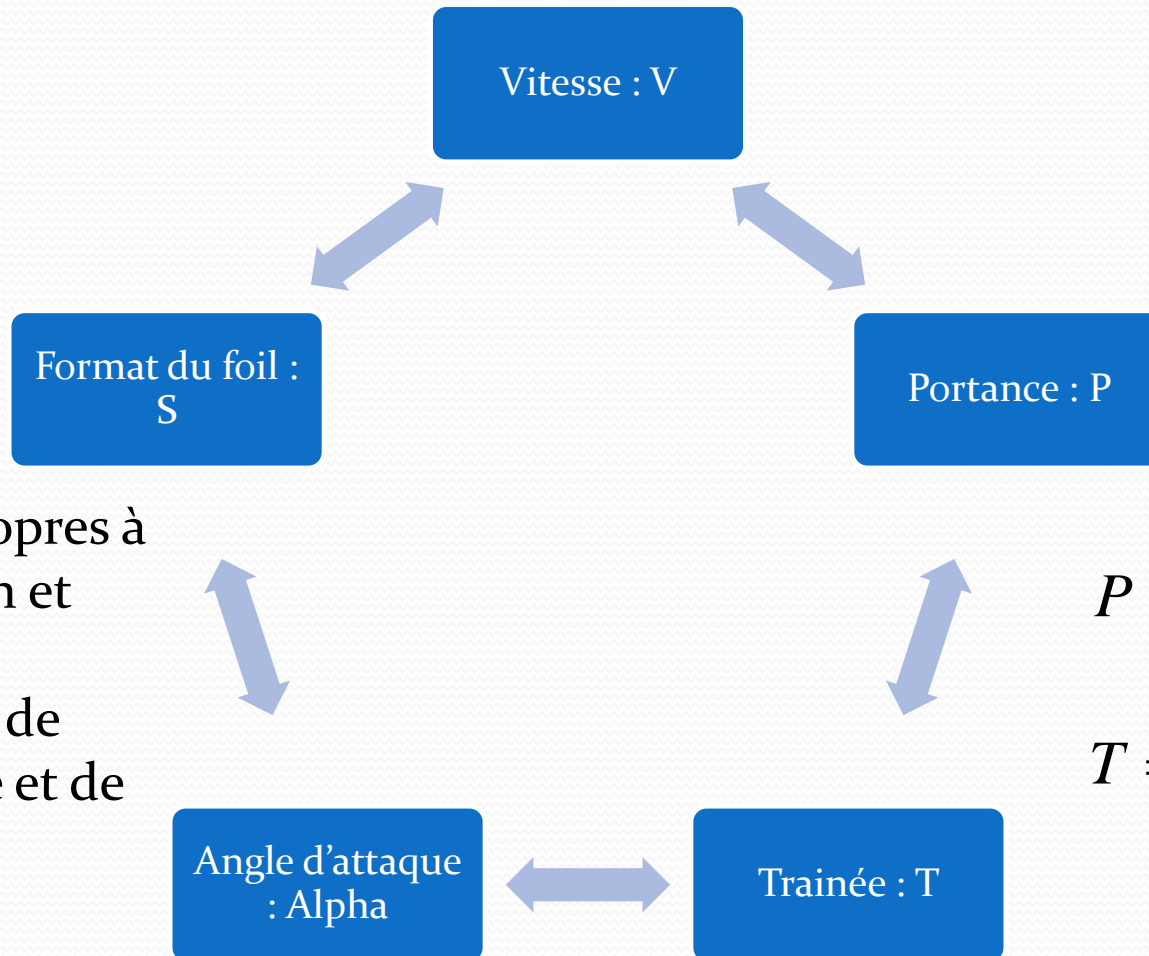 Vitesse : V
Format du foil :
S
Portance : P
opres à
n et
de
e et de
P
T =
Angle d’attaque
: Alpha
Trainée : T